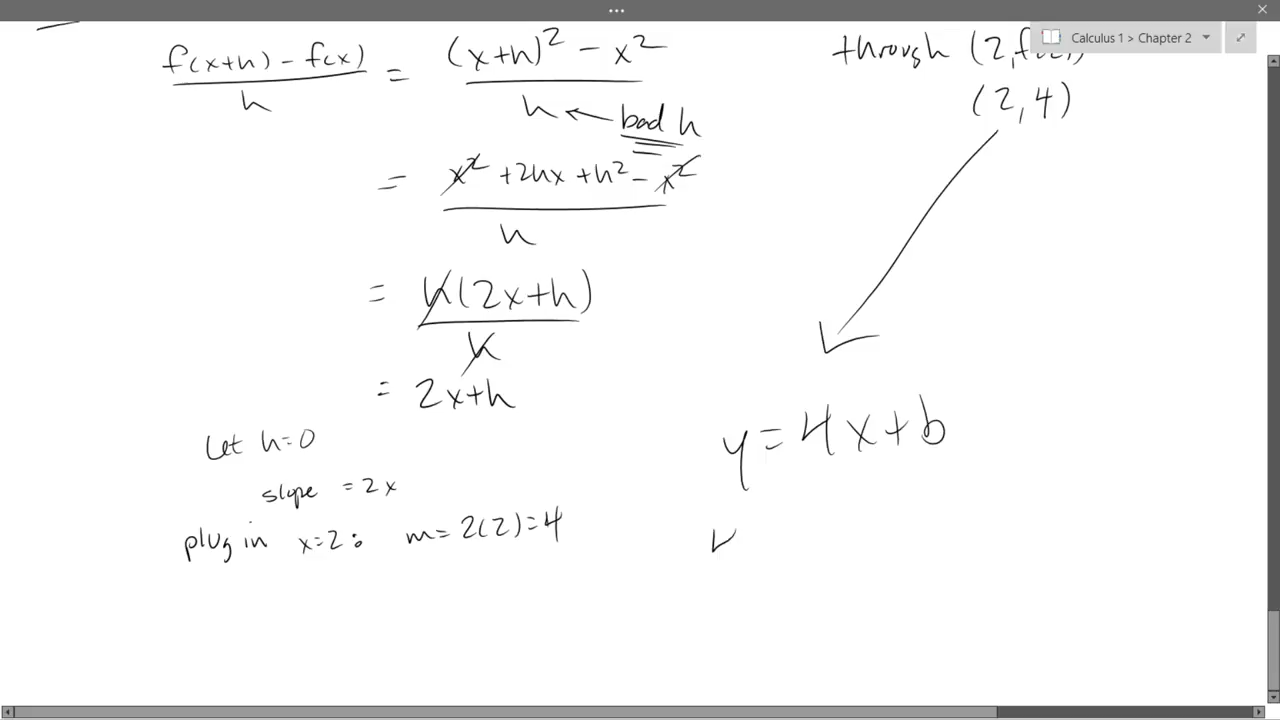 Calculus 1 > Chapter 2
f(x+h) - f(x) / h = (x+h)² - x² / h ← bad h
through (2,
(2,4)
= x² + 2hx + h² - x² / h
= h(2x+h) / h
= 2x+h
Let h=0
slope = 2x
plug in x=2: m = 2(2) = 4
y = 4x+b